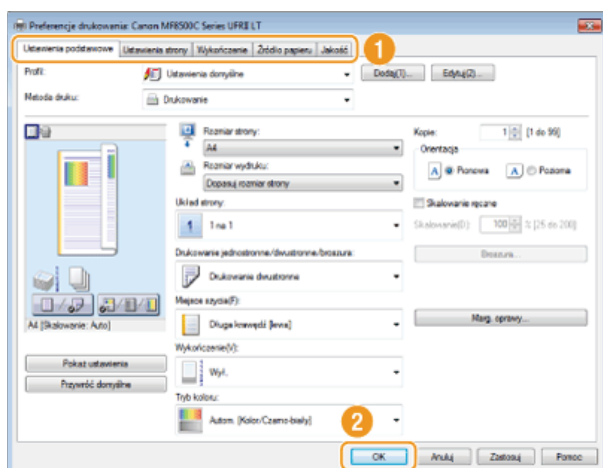 Preferencje drukowania: Canon MF8500C Series UFRII LT
Ustawienia podstawowe Ustawienia strony Wykończenie Źródło papieru Jakość
1
Profil: Ustawienia domyślne Dodaj(1)... Edytuj(2)...
Metoda druku: Drukowanie
Rozmiar strony: Kopie: 1 [1 do 99]
A4 Orientacja
Rozmiar wydruku: A Pionowa A Pozioma
Dopasuj rozmiar strony
Układ strony: Skalowanie ręczne
1 1 na 1 Skalowanie(D): 100 % [25 do 200]
Drukowanie jednostronne/dwustronne/broszura: Broszura...
Drukowanie dwustronne
Miejsce szycia(F):
A4 [Skalowanie: Auto] Długa krawędź [lewa] Marg. oprawy...
Wykończenie(V):
Pokaż ustawienia Wył.
Przywróć domyślne
Tryb koloru:
Autom. [Kolor/Czarno-biały]
2
OK Anuluj Zastosuj Pomoc